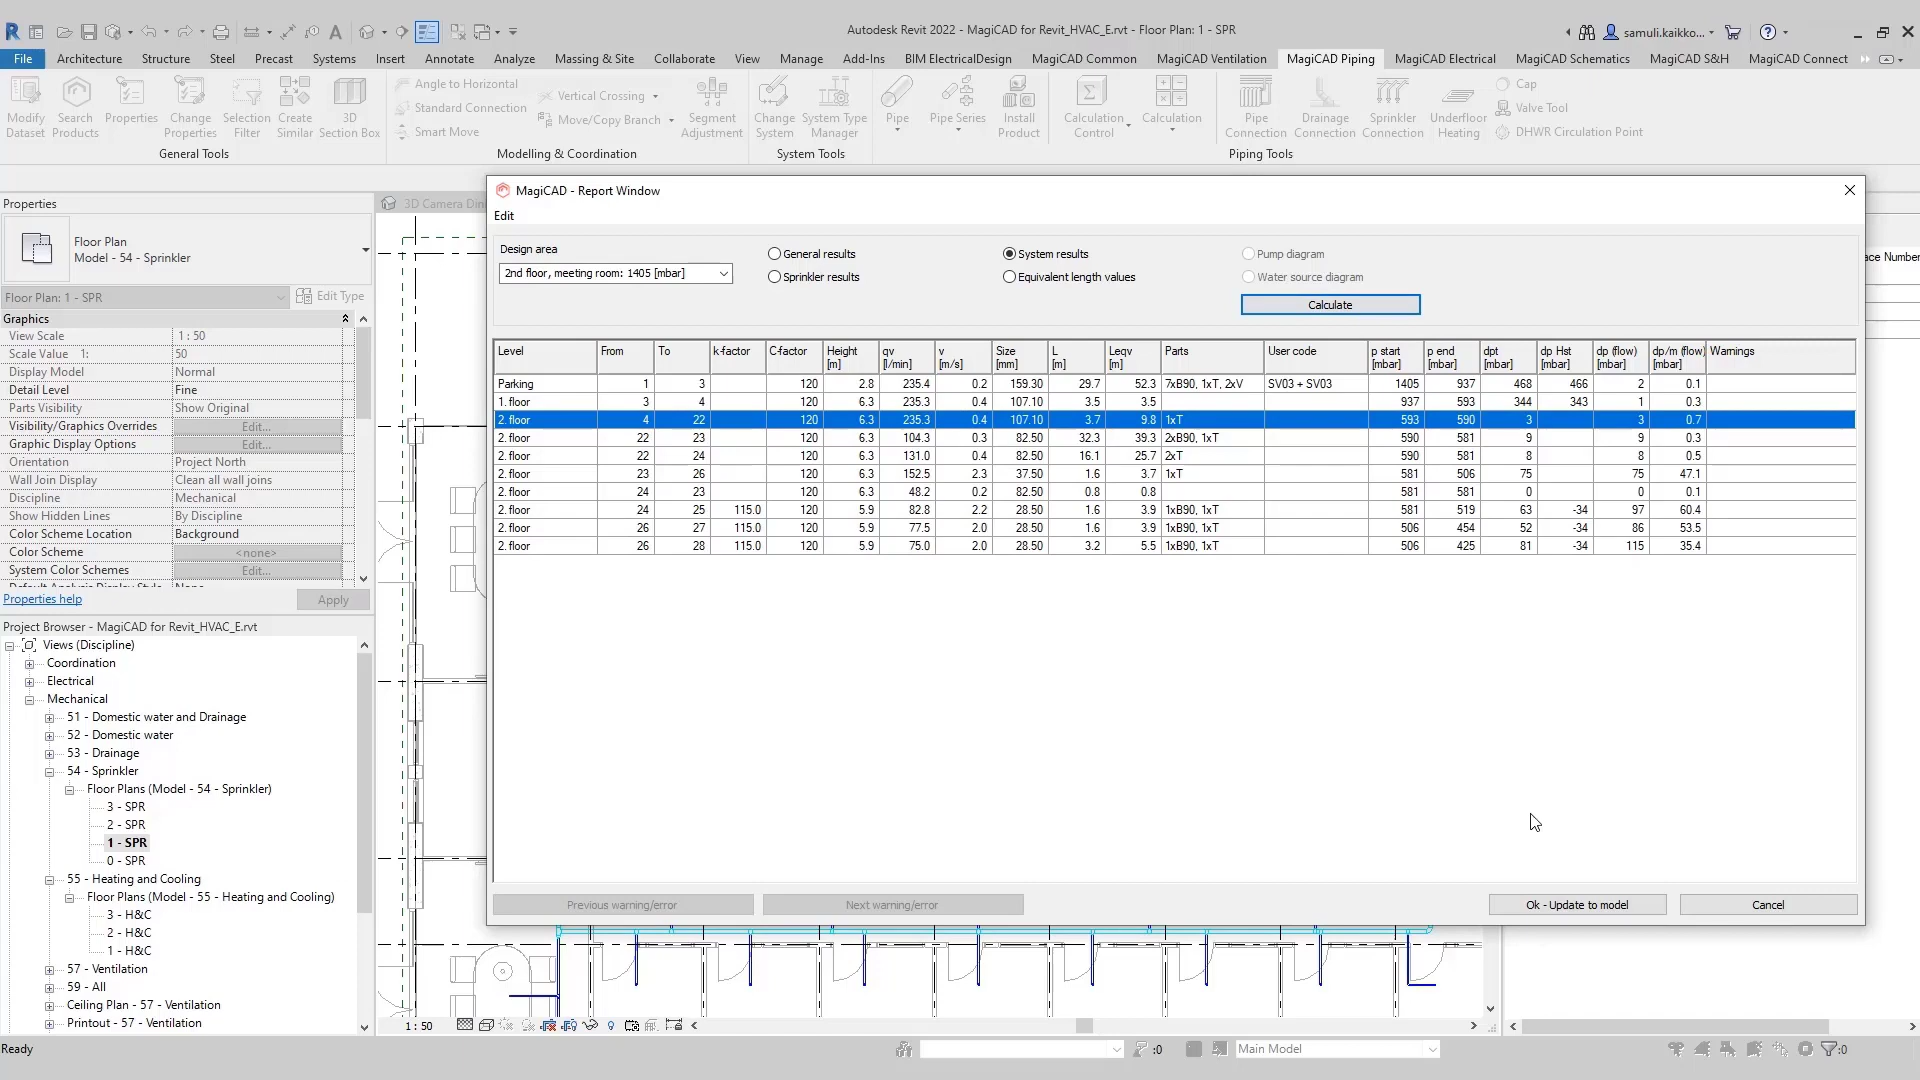 Autodesk Revit 2022 - MagiCAD for Revit_HVAC_E.rvt - Floor Plan: 1 - SPR
samuli.kaikko...
File Architecture Structure Steel Precast Systems Insert Annotate Analyze Massing & Site Collaborate View Manage Add-Ins BIM ElectricalDesign MagiCAD Common MagiCAD Ventilation MagiCAD Piping MagiCAD Electrical MagiCAD Schematics MagiCAD S&H MagiCAD Connect
Angle to Horizontal Vertical Crossing Cap
Standard Connection Move/Copy Branch Valve Tool
Smart Move DHWR Circulation Point
Modify Search Properties Change Selection Create 3D Segment Change System Type Pipe Pipe Series Install Calculation Calculation Pipe Drainage Sprinkler Underfloor
Dataset Products Properties Filter Similar Section Box Adjustment System Manager Product Control Connection Connection Connection Heating
General Tools Modelling & Coordination System Tools Piping Tools
Properties
3D Camera Din
Floor Plan
Model - 54 - Sprinkler
Floor Plan: 1 - SPR Edit Type
Graphics
View Scale 1 : 50
Scale Value 1: 50
Display Model Normal
Detail Level Fine
Parts Visibility Show Original
Visibility/Graphics Overrides Edit...
Graphic Display Options Edit...
Orientation Project North
Wall Join Display Clean all wall joins
Discipline Mechanical
Show Hidden Lines By Discipline
Color Scheme Location Background
Color Scheme <none>
System Color Schemes Edit...
Default Analysis Display Style None
Properties help Apply
Project Browser - MagiCAD for Revit_HVAC_E.rvt
Views (Discipline)
Coordination
Electrical
Mechanical
51 - Domestic water and Drainage
52 - Domestic water
53 - Drainage
54 - Sprinkler
Floor Plans (Model - 54 - Sprinkler)
3 - SPR
2 - SPR
1 - SPR
0 - SPR
55 - Heating and Cooling
Floor Plans (Model - 55 - Heating and Cooling)
3 - H&C
2 - H&C
1 - H&C
57 - Ventilation
59 - All
Ceiling Plan - 57 - Ventilation
Printout - 57 - Ventilation
MagiCAD - Report Window
Edit
Design area
2nd floor, meeting room: 1405 [mbar]
General results System results Pump diagram
Sprinkler results Equivalent length values Water source diagram
Calculate
Level From To k-factor C-factor Height [m] qv [l/min] v [m/s] Size [mm] L [m] Leqv [m] Parts User code p start [mbar] p end [mbar] dpt [mbar] dp Hst [mbar] dp (flow) [mbar] dp/m (flow) [mbar] Warnings
Parking 1 3 120 2.8 235.4 0.2 159.30 29.7 52.3 7xB90, 1xT, 2xV SV03 + SV03 1405 937 468 466 2 0.1
1. floor 3 4 120 6.3 235.3 0.4 107.10 3.5 3.5 937 593 344 343 1 0.3
2. floor 4 22 120 6.3 235.3 0.4 107.10 3.7 9.8 1xT 593 590 3 3 0.7
2. floor 22 23 120 6.3 104.3 0.3 82.50 32.3 39.3 2xB90, 1xT 590 581 9 9 0.3
2. floor 22 24 120 6.3 131.0 0.4 82.50 16.1 25.7 2xT 590 581 8 8 0.5
2. floor 23 26 120 6.3 152.5 2.3 37.50 1.6 3.7 1xT 581 506 75 75 47.1
2. floor 24 23 120 6.3 48.2 0.2 82.50 0.8 0.8 581 581 0 0 0.1
2. floor 24 25 115.0 120 5.9 82.8 2.2 28.50 1.6 3.9 1xB90, 1xT 581 519 63 -34 97 60.4
2. floor 26 27 115.0 120 5.9 77.5 2.0 28.50 1.6 3.9 1xB90, 1xT 506 454 52 -34 86 53.5
2. floor 26 28 115.0 120 5.9 75.0 2.0 28.50 3.2 5.5 1xB90, 1xT 506 425 81 -34 115 35.4
Previous warning/error Next warning/error Ok - Update to model Cancel
ace Number
1 : 50
Ready :0 Main Model :0